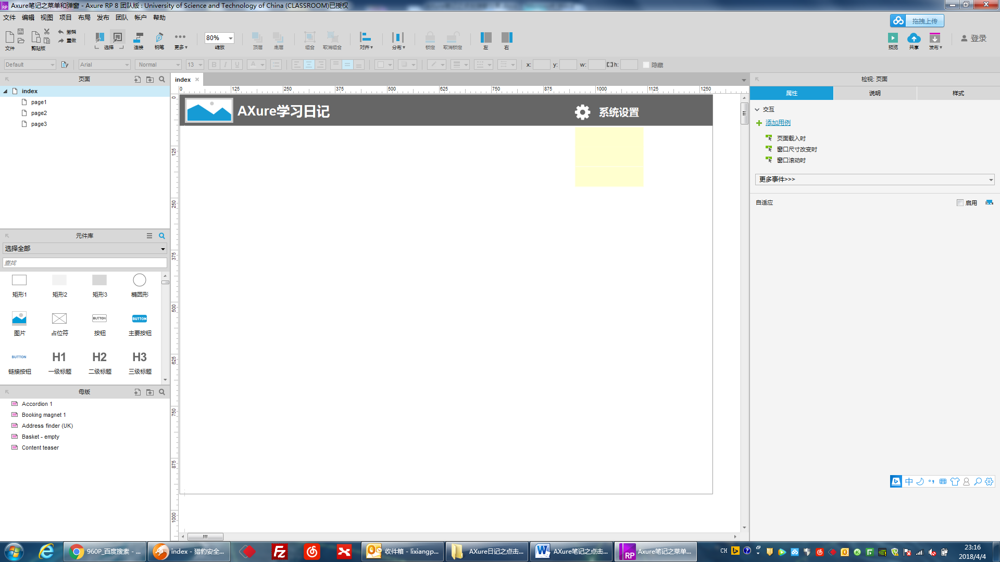 Axure笔记之菜单和弹窗 - Axure RP 8 团队版 : University of Science and Technology of China (CLASSROOM)已授权
文件 编辑 视图 项目 布局 发布 团队 帐户 帮助
拖拽上传
撤销
重做
文件 剪贴板 选择 连接 钢笔 更多 80% 缩放 顶层 底层 组合 取消组合 对齐 分布 锁定 取消锁定 左 右 预览 共享 发布 登录
Default Arial Normal 13 B I U A x: y: w: h: 隐藏
页面
index
page1
page2
page3
元件库
选择全部
查找
矩形1 矩形2 矩形3 椭圆形
BUTTON BUTTON
图片 占位符 按钮 主要按钮
BUTTON H1 H2 H3
链接按钮 一级标题 二级标题 三级标题
母版
Accordion 1
Booking magnet 1
Address finder (UK)
Basket - empty
Content teaser
index
0 125 250 375 500 625 750 875 1000 1125 1250
0
125
250
375
500
625
750
875
1000
AXure学习日记 系统设置
检视: 页面
属性 说明 样式
交互
添加用例
页面载入时
窗口尺寸改变时
窗口滚动时
更多事件>>>
自适应 启用
中
960P_百度搜索 - ... index - 猎豹安全... 收件箱 - lixiangp... AXure日记之点击... AXure笔记之点击... Axure笔记之菜单...
CH
23:16
2018/4/4